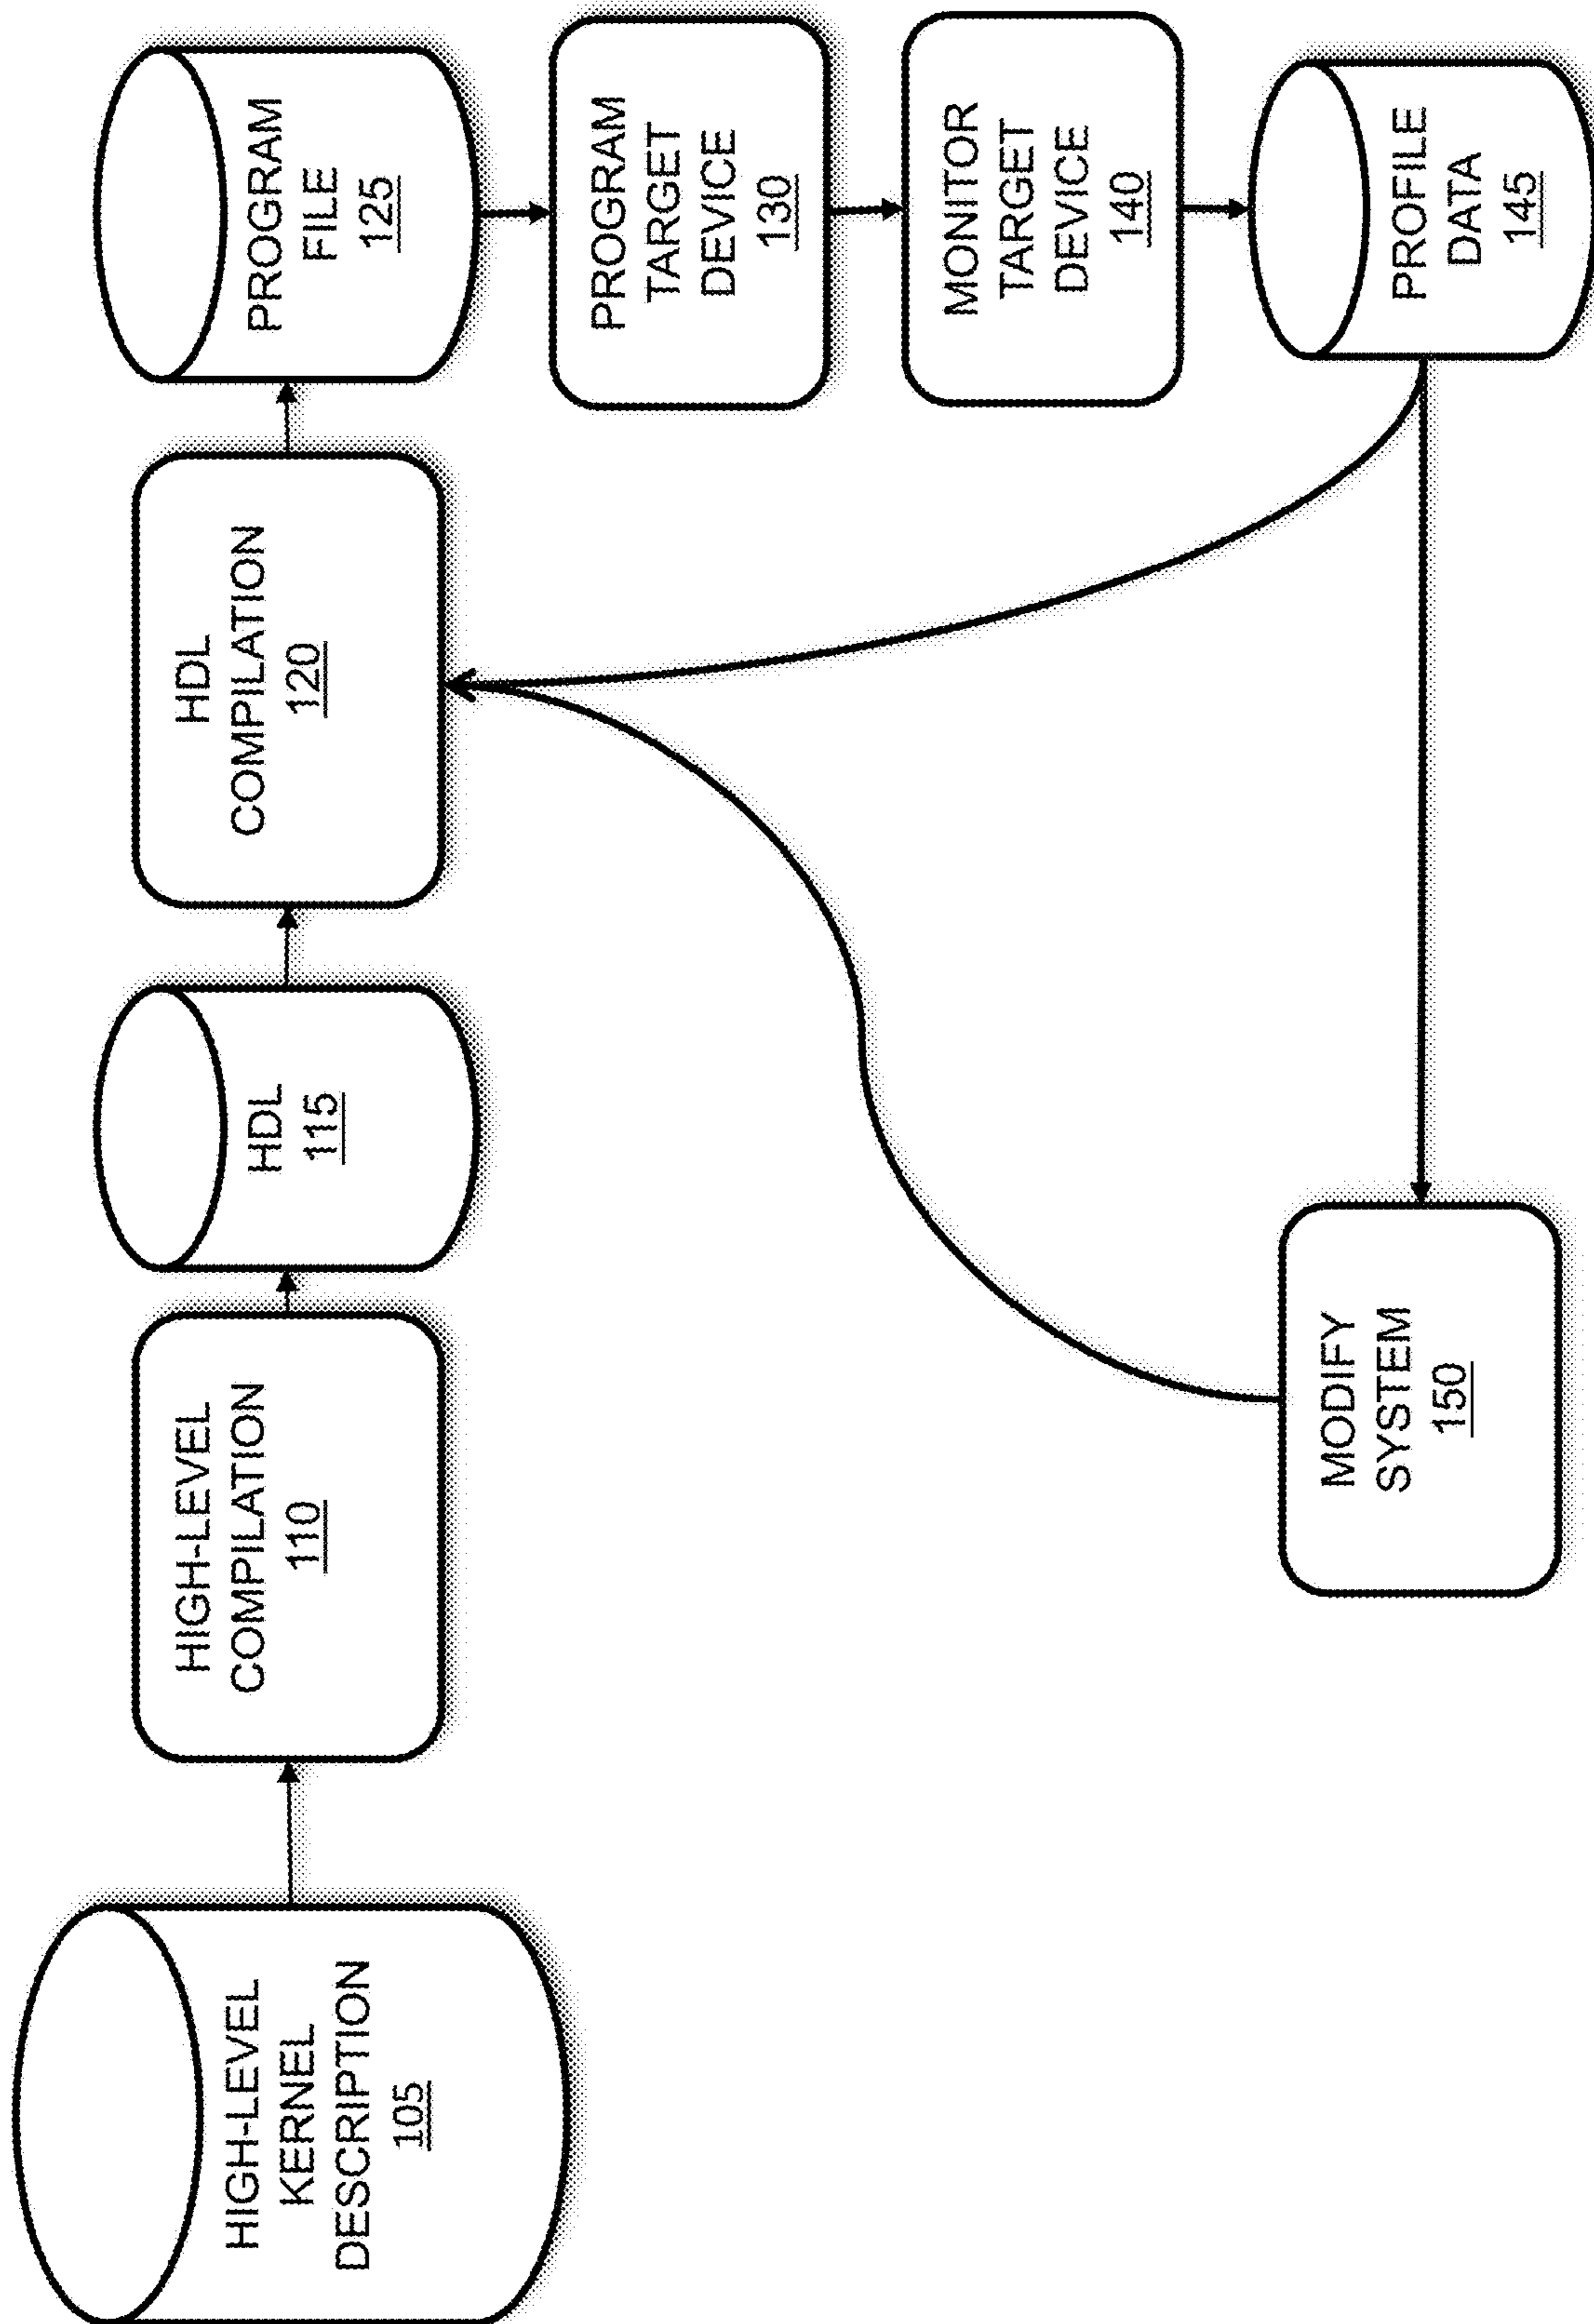 HIGH-LEVEL
KERNEL
DESCRIPTION
105
HIGH-LEVEL
COMPILATION
110
HDL
115
HDL
COMPILATION
120
PROGRAM
FILE
125
PROGRAM
TARGET
DEVICE
130
MONITOR
TARGET
DEVICE
140
PROFILE
DATA
145
MODIFY
SYSTEM
150